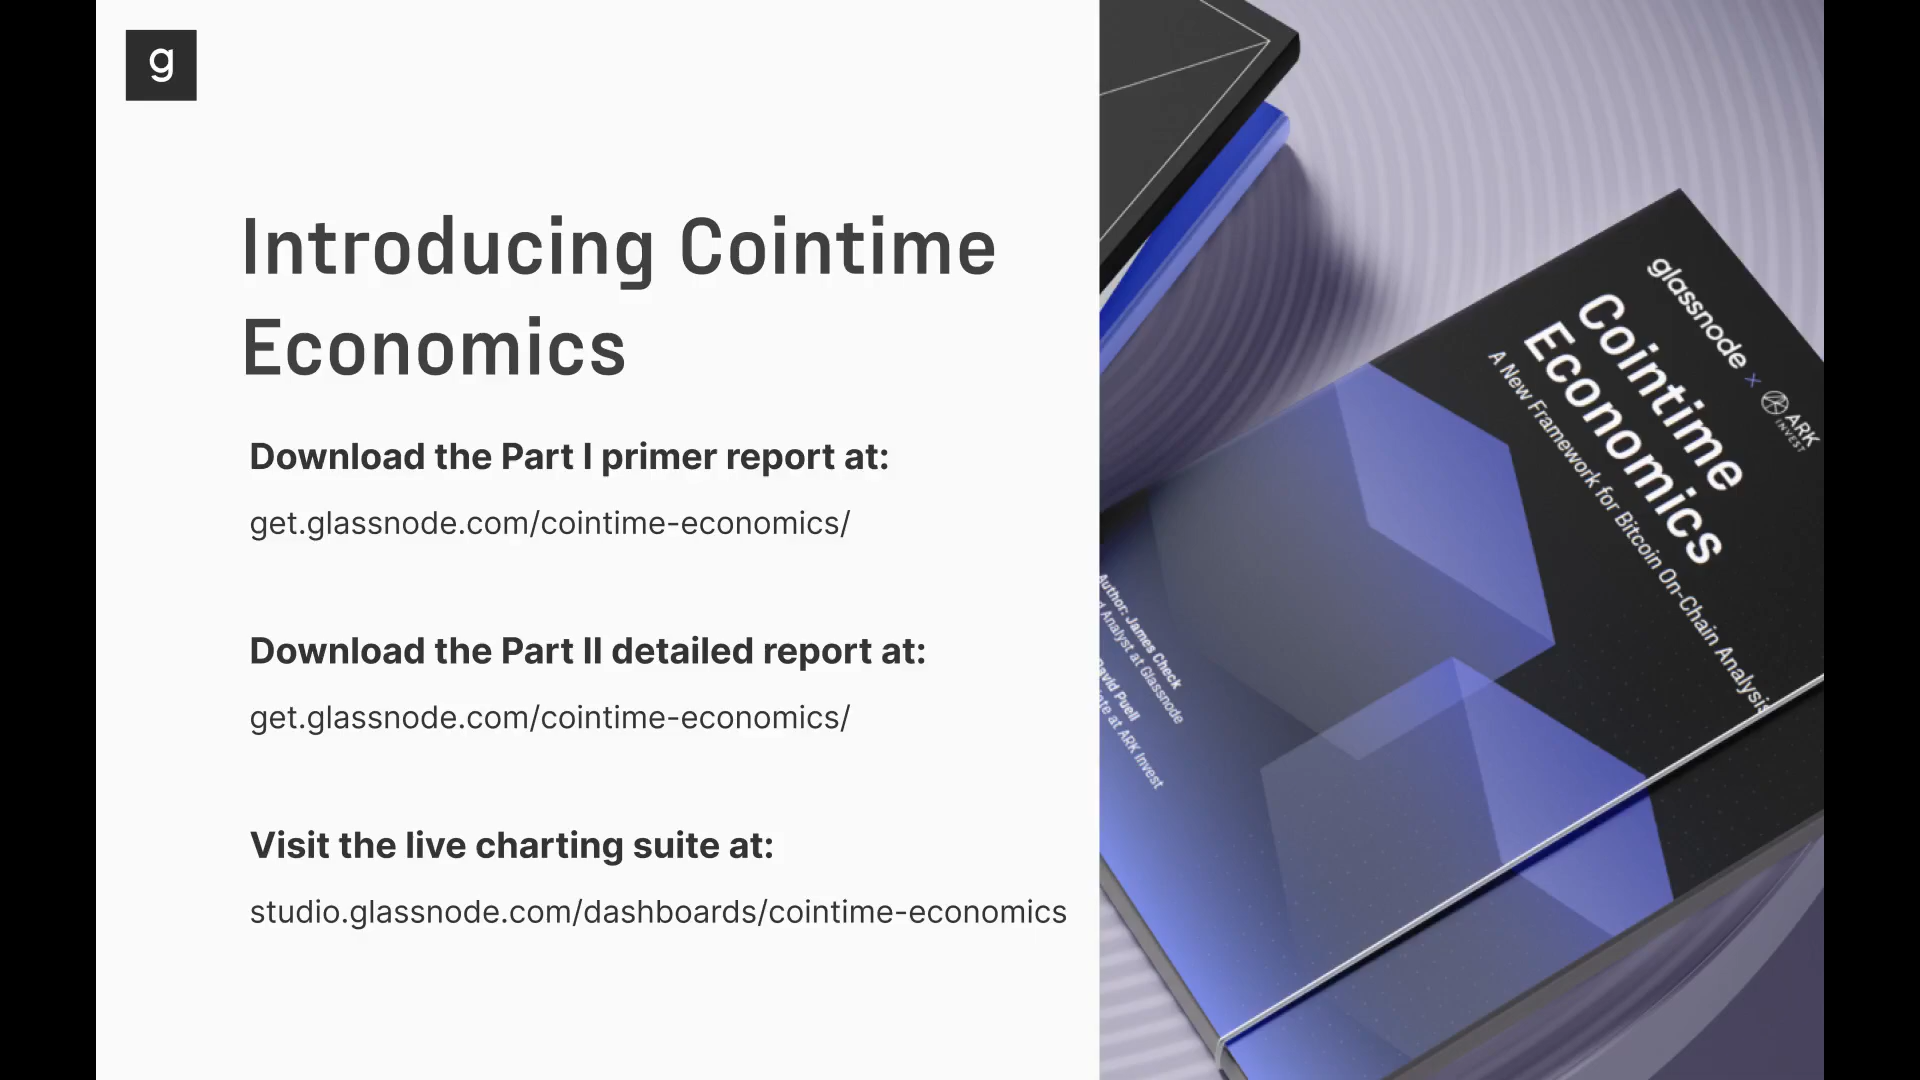 g
Introducing Cointime
Economics
Download the Part I primer report at:
get.glassnode.com/cointime-economics/
Download the Part II detailed report at:
get.glassnode.com/cointime-economics/
Visit the live charting suite at:
studio.glassnode.com/dashboards/cointime-economics
glassnode × ARK
INVEST
Cointime
Economics
A New Framework for Bitcoin On-Chain Analysis
Author: James Check
Analyst at Glassnode
David Puell
at ARK Invest